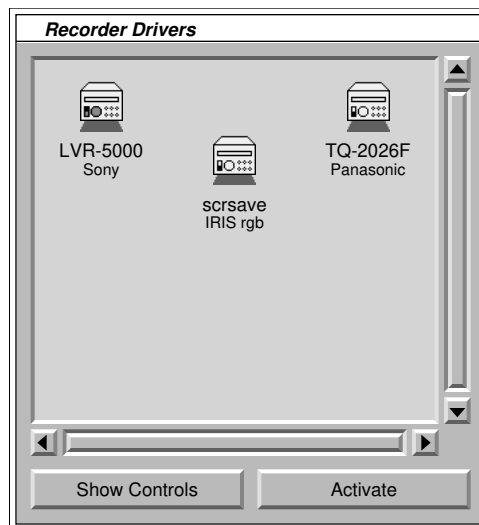 Recorder Drivers
LVR-5000
Sony
TQ-2026F
Panasonic
scrsave
IRIS rgb
Show Controls
Activate